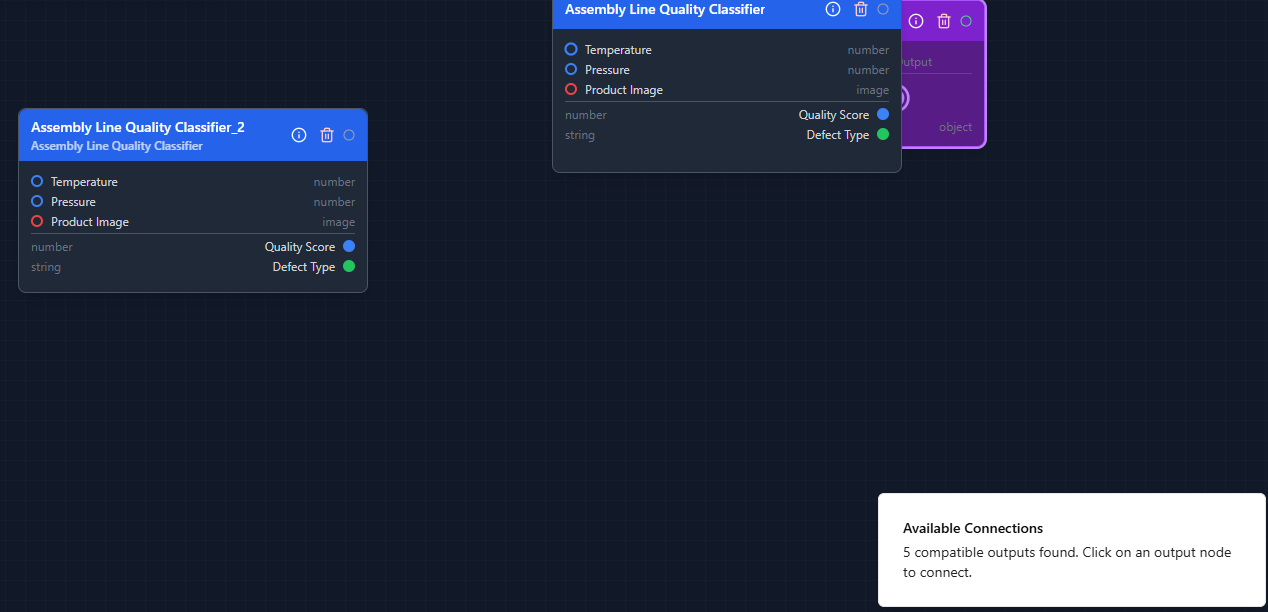 Assembly Line Quality Classifier
Temperature number
Pressure number
Product Image image
number Quality Score
string Defect Type
object
Assembly Line Quality Classifier_2
Assembly Line Quality Classifier
Temperature number
Pressure number
Product Image image
number Quality Score
string Defect Type
Available Connections
5 compatible outputs found. Click on an output node
to connect.